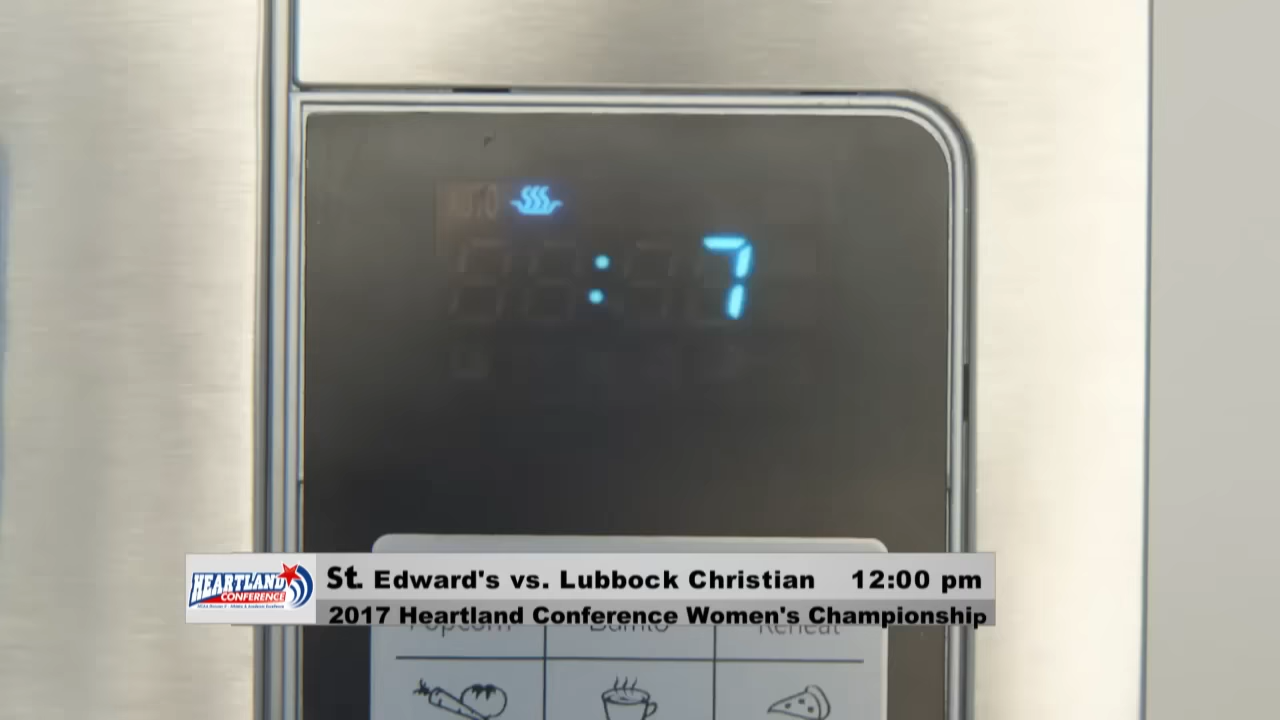 : 7
HEARTLAND
CONFERENCE
St. Edward's vs. Lubbock Christian 12:00 pm
2017 Heartland Conference Women's Championship
Popcorn Burrito Reheat